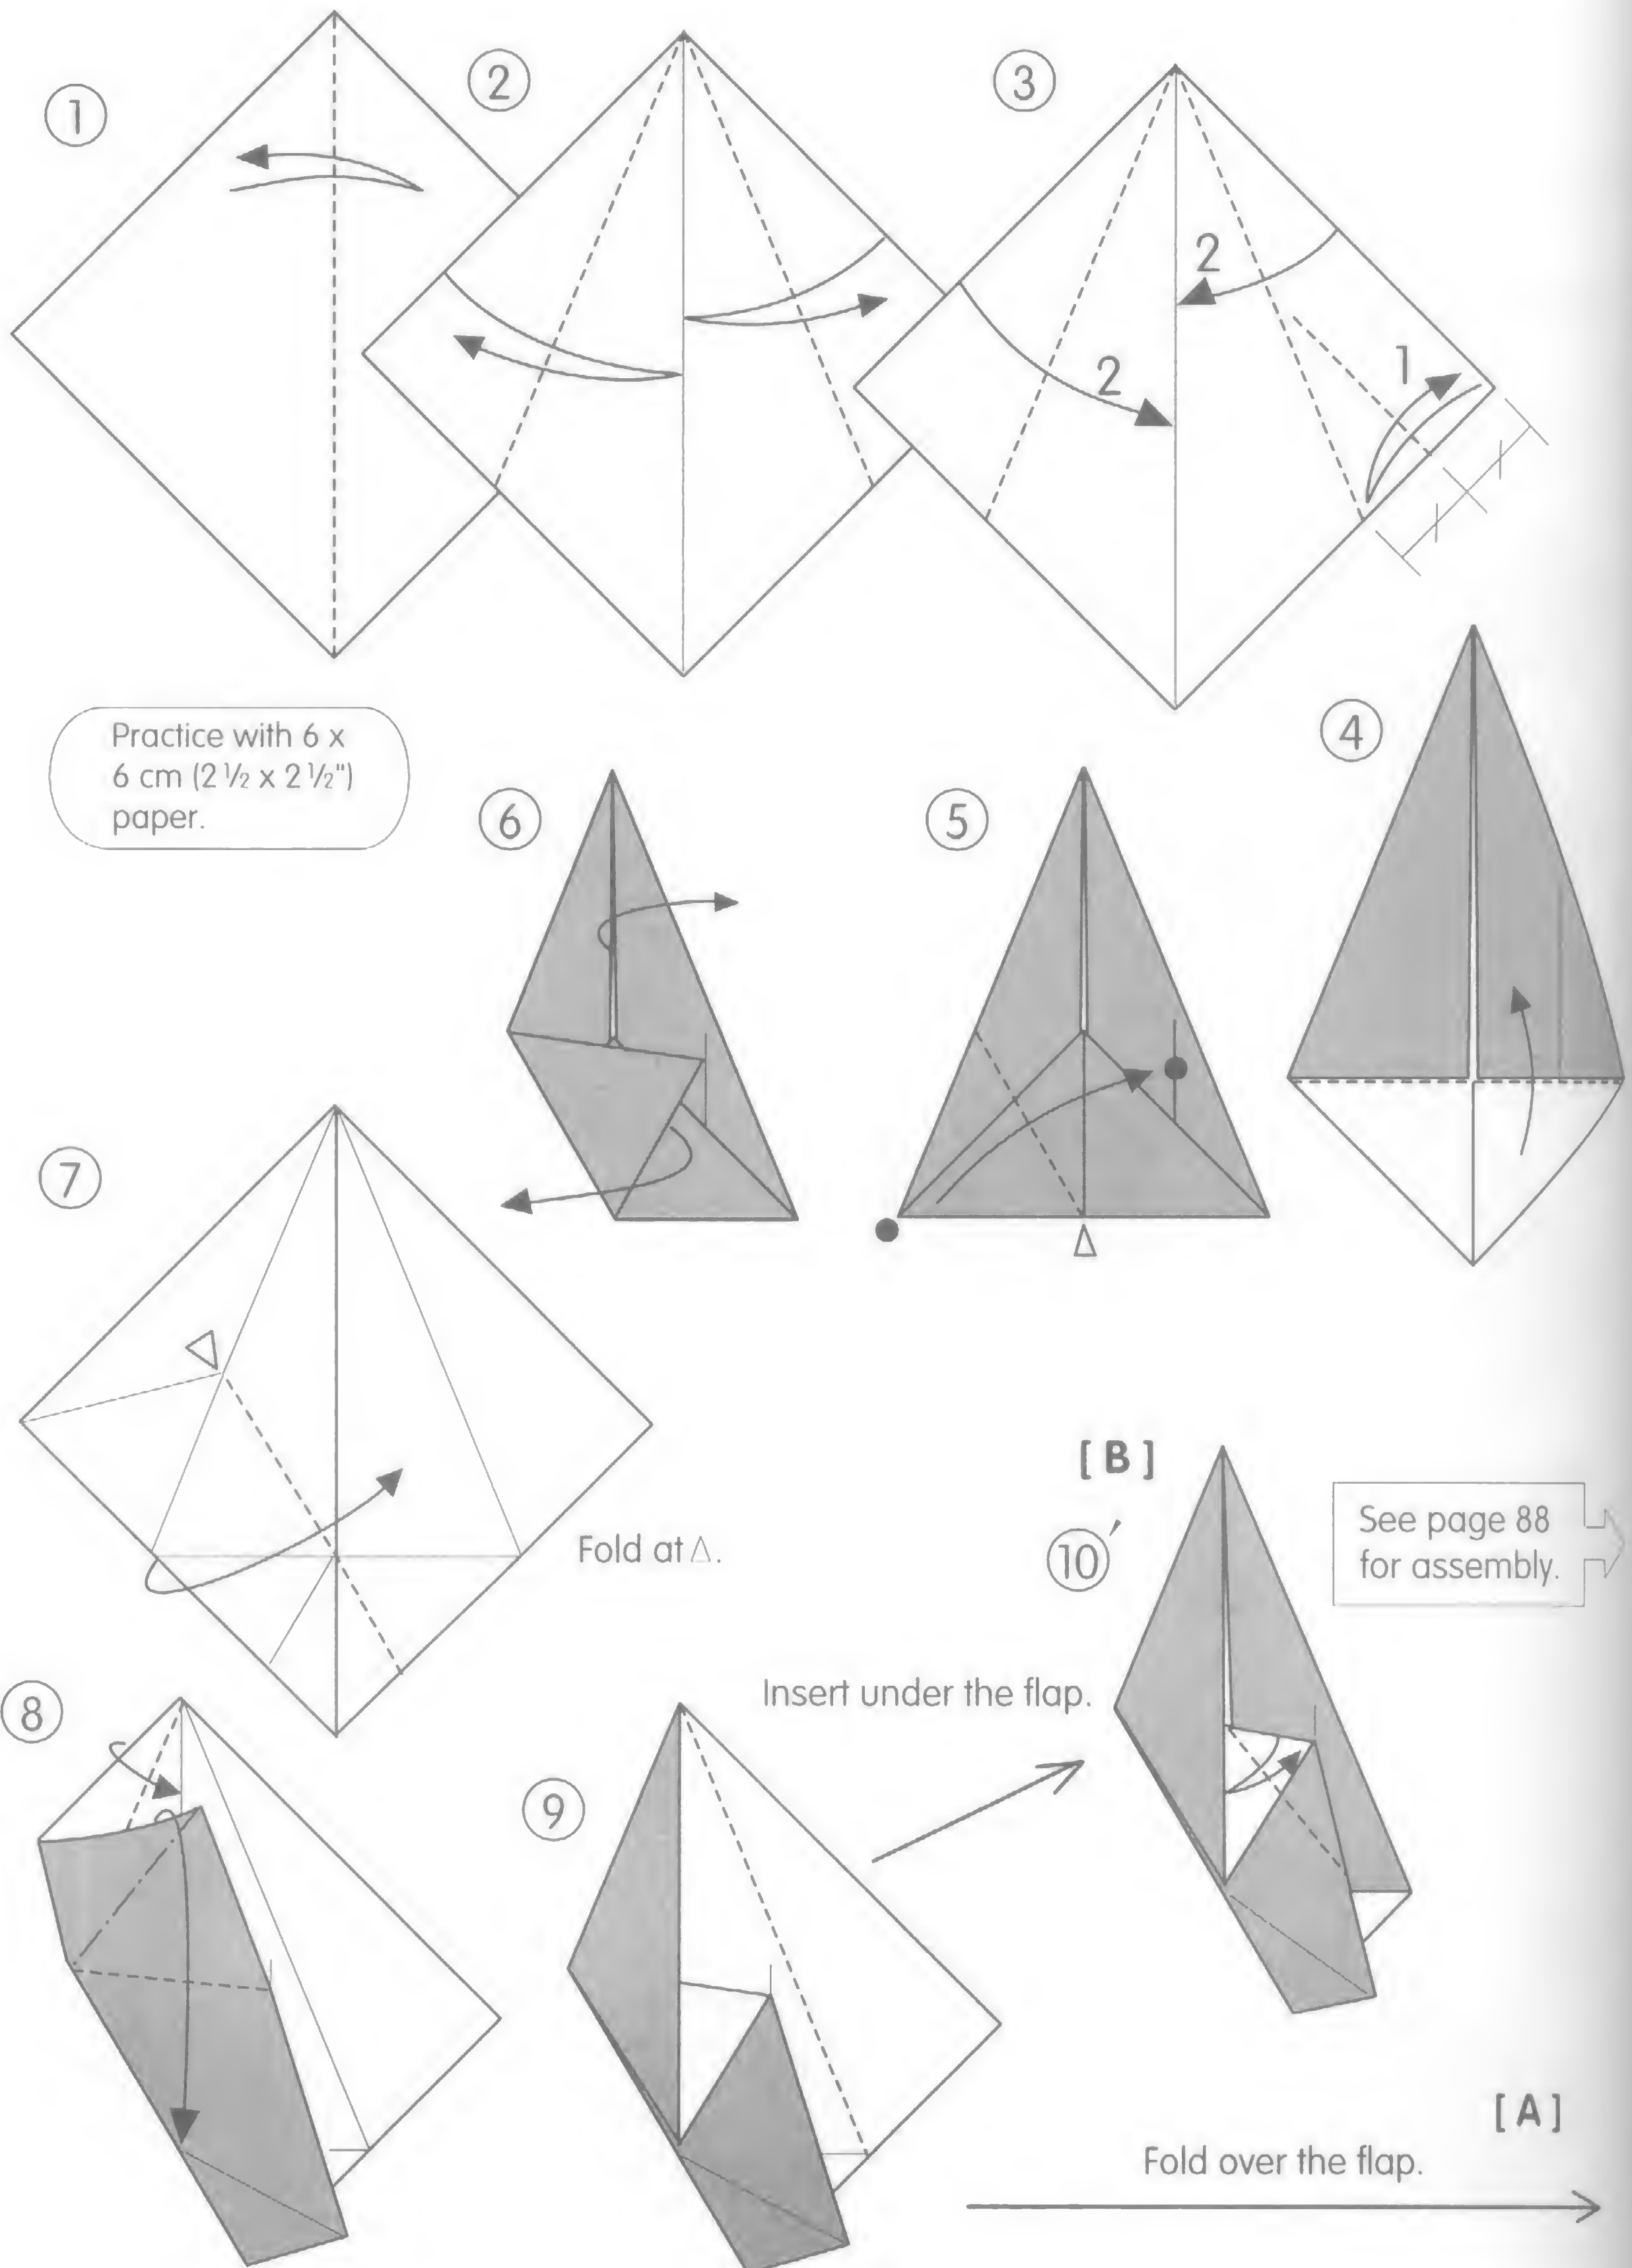 1
2
3
2
2
1
Practice with 6 x
6 cm (2 ½ x 2 ½")
paper.
4
5
6
7
Fold at △.
[ B ]
10′
See page 88
for assembly.
8
Insert under the flap.
9
[ A ]
Fold over the flap.